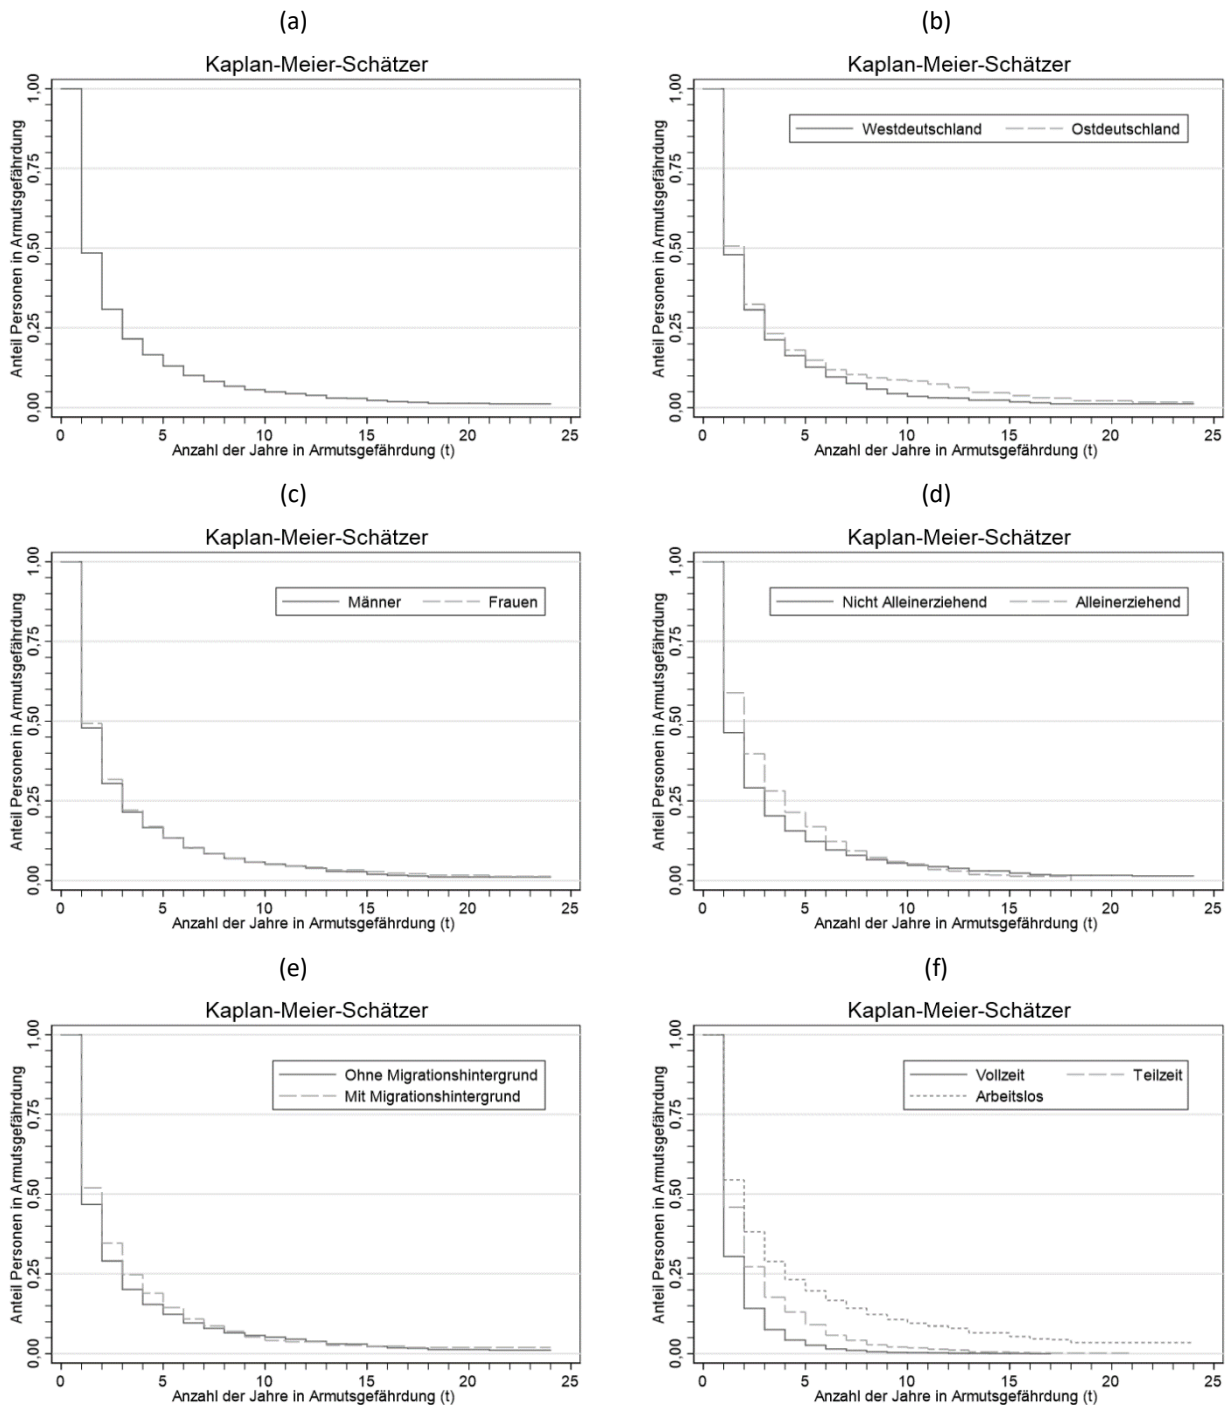 (a)
Kaplan-Meier-Schätzer
Anteil Personen in Armutsgefährdung
1,00
0,75
0,50
0,25
0,00
0 5 10 15 20 25
Anzahl der Jahre in Armutsgefährdung (t)
(b)
Kaplan-Meier-Schätzer
Westdeutschland Ostdeutschland
Anteil Personen in Armutsgefährdung
1,00
0,75
0,50
0,25
0,00
0 5 10 15 20 25
Anzahl der Jahre in Armutsgefährdung (t)
(c)
Kaplan-Meier-Schätzer
Männer Frauen
Anteil Personen in Armutsgefährdung
1,00
0,75
0,50
0,25
0,00
0 5 10 15 20 25
Anzahl der Jahre in Armutsgefährdung (t)
(d)
Kaplan-Meier-Schätzer
Nicht Alleinerziehend Alleinerziehend
Anteil Personen in Armutsgefährdung
1,00
0,75
0,50
0,25
0,00
0 5 10 15 20 25
Anzahl der Jahre in Armutsgefährdung (t)
(e)
Kaplan-Meier-Schätzer
Ohne Migrationshintergrund
Mit Migrationshintergrund
Anteil Personen in Armutsgefährdung
1,00
0,75
0,50
0,25
0,00
0 5 10 15 20 25
Anzahl der Jahre in Armutsgefährdung (t)
(f)
Kaplan-Meier-Schätzer
Vollzeit Teilzeit
Arbeitslos
Anteil Personen in Armutsgefährdung
1,00
0,75
0,50
0,25
0,00
0 5 10 15 20 25
Anzahl der Jahre in Armutsgefährdung (t)